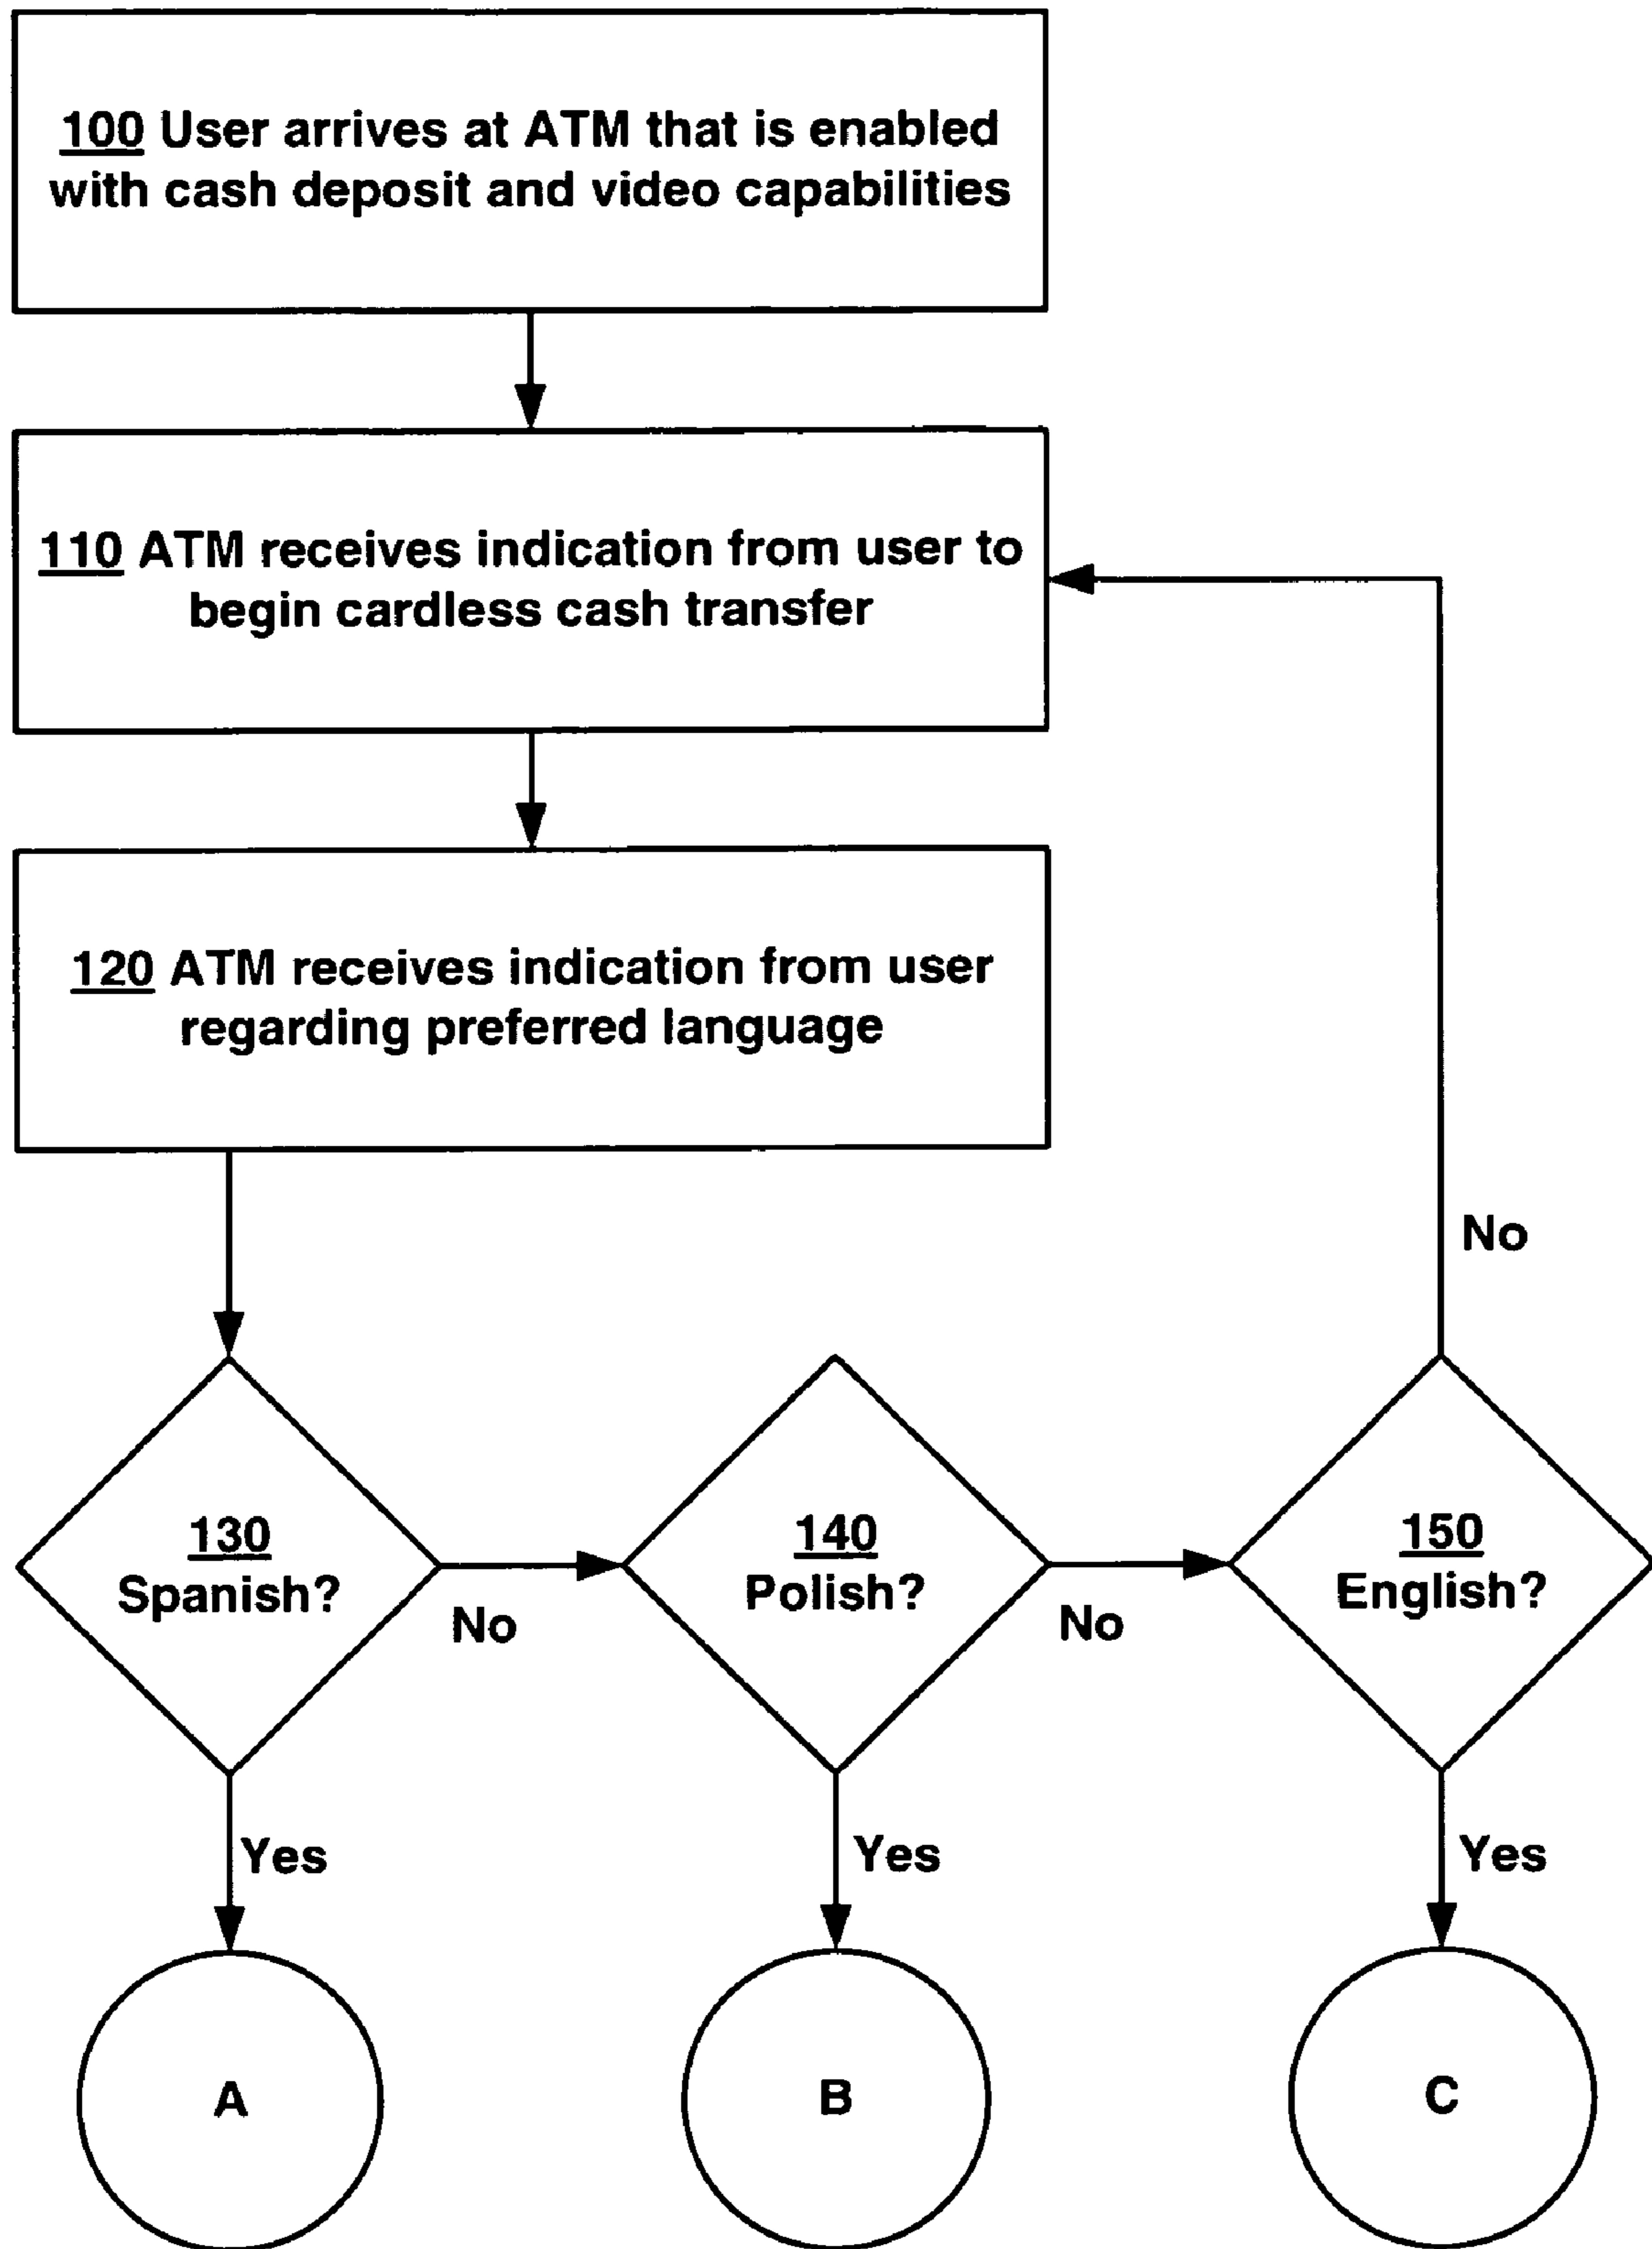 100 User arrives at ATM that is enabled
with cash deposit and video capabilities
110 ATM receives indication from user to
begin cardless cash transfer
120 ATM receives indication from user
regarding preferred language
No
130
Spanish?
No
140
Polish?
No
150
English?
Yes
Yes
Yes
A
B
C